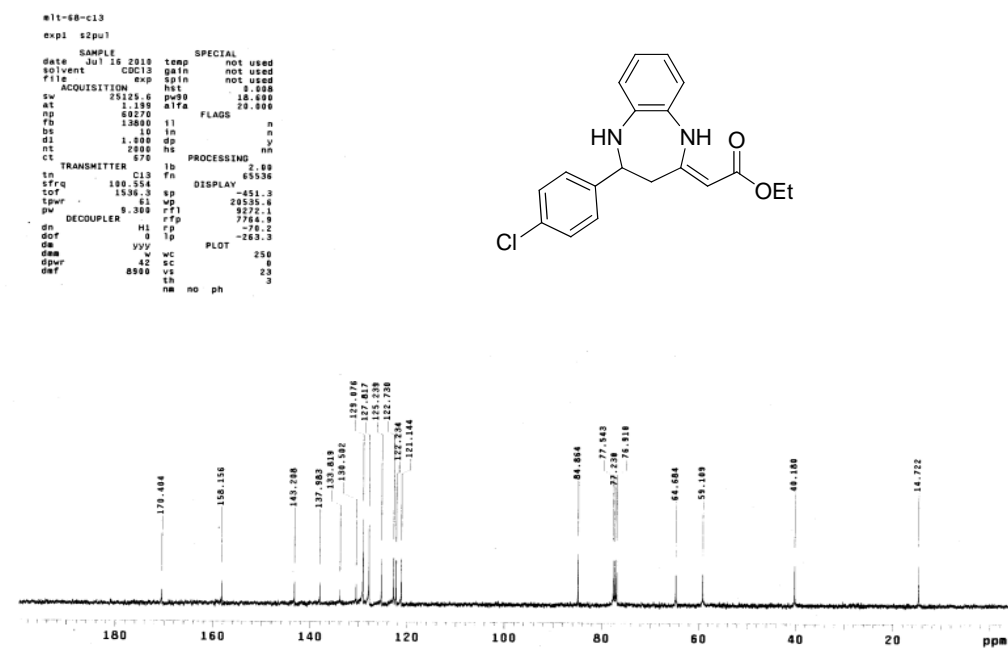 mlt-68-c13
exp1 s2pul
SAMPLE
date Jul 16 2010
solvent CDCl3
file exp
ACQUISITION
sw 25125.6
at 1.199
np 60270
fb 13800
bs 10
d1 1.000
nt 2000
ct 670
TRANSMITTER
tn C13
sfrq 100.554
tof 1536.3
tpwr 61
pw 9.300
DECOUPLER
dn H1
dof 0
dm yyy
dmm w
dpwr 42
dmf 8900
SPECIAL
temp not used
gain not used
spin not used
hst 0.008
pw90 18.600
alfa 20.000
FLAGS
il n
in n
dp y
hs nn
PROCESSING
lb 2.00
fn 65536
DISPLAY
sp -451.3
wp 20535.6
rfl 9272.1
rfp 7764.9
rp -70.2
lp -263.3
PLOT
wc 250
sc 0
vs 23
th 3
nm no ph
HN
NH
O
OEt
Cl
170.404
158.156
143.208
137.983
133.819
130.502
129.076
127.817
125.239
122.730
122.234
121.144
84.864
77.543
77.230
76.910
64.684
59.109
40.180
14.722
180 160 140 120 100 80 60 40 20 ppm